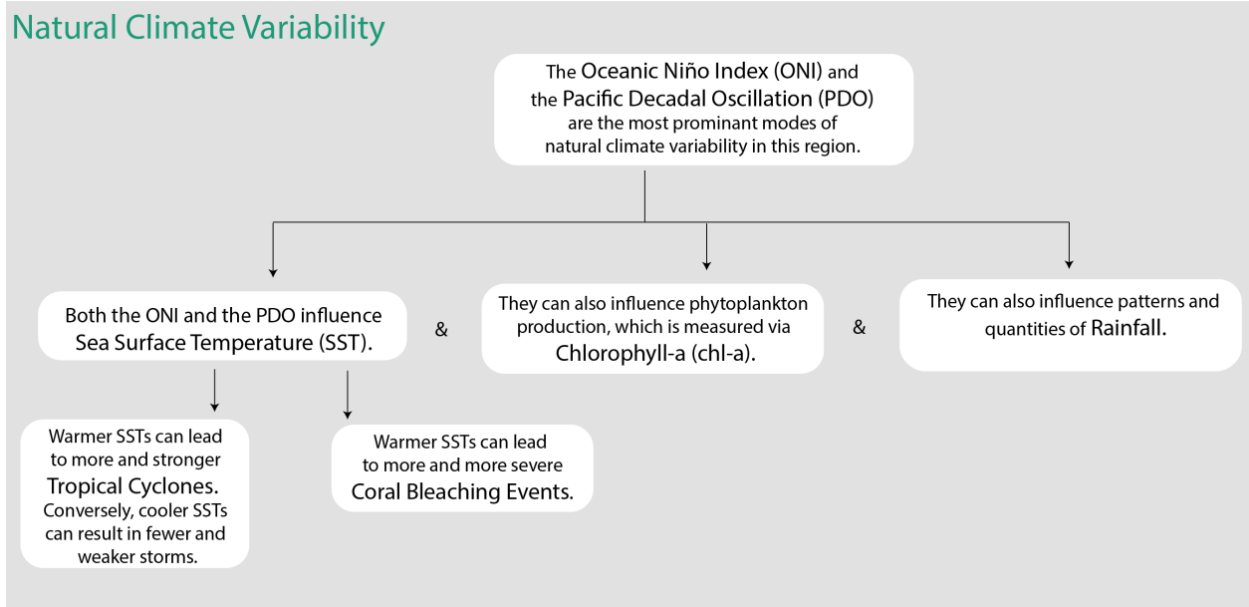 Natural Climate Variability
The Oceanic Niño Index (ONI) and
the Pacific Decadal Oscillation (PDO)
are the most prominant modes of
natural climate variability in this region.
Both the ONI and the PDO influence
Sea Surface Temperature (SST).
&
They can also influence phytoplankton
production, which is measured via
Chlorophyll-a (chl-a).
&
They can also influence patterns and
quantities of Rainfall.
Warmer SSTs can lead
to more and stronger
Tropical Cyclones.
Conversely, cooler SSTs
can result in fewer and
weaker storms.
Warmer SSTs can lead
to more and more severe
Coral Bleaching Events.